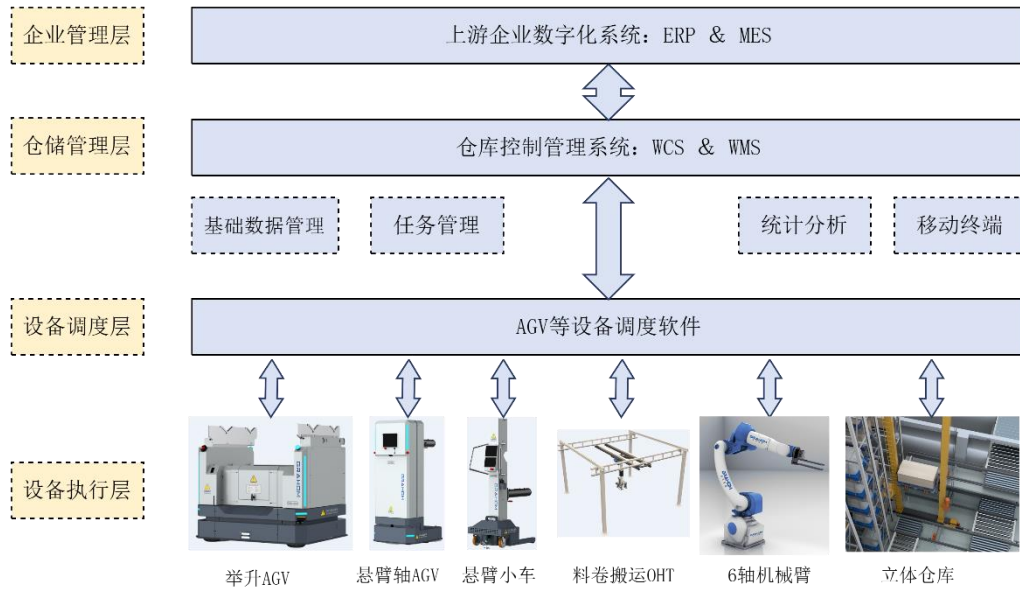 企业管理层
上游企业数字化系统：ERP & MES
仓储管理层
仓库控制管理系统：WCS & WMS
基础数据管理
任务管理
统计分析
移动终端
设备调度层
AGV等设备调度软件
设备执行层
举升AGV
悬臂轴AGV
悬臂小车
料卷搬运OHT
6轴机械臂
立体仓库